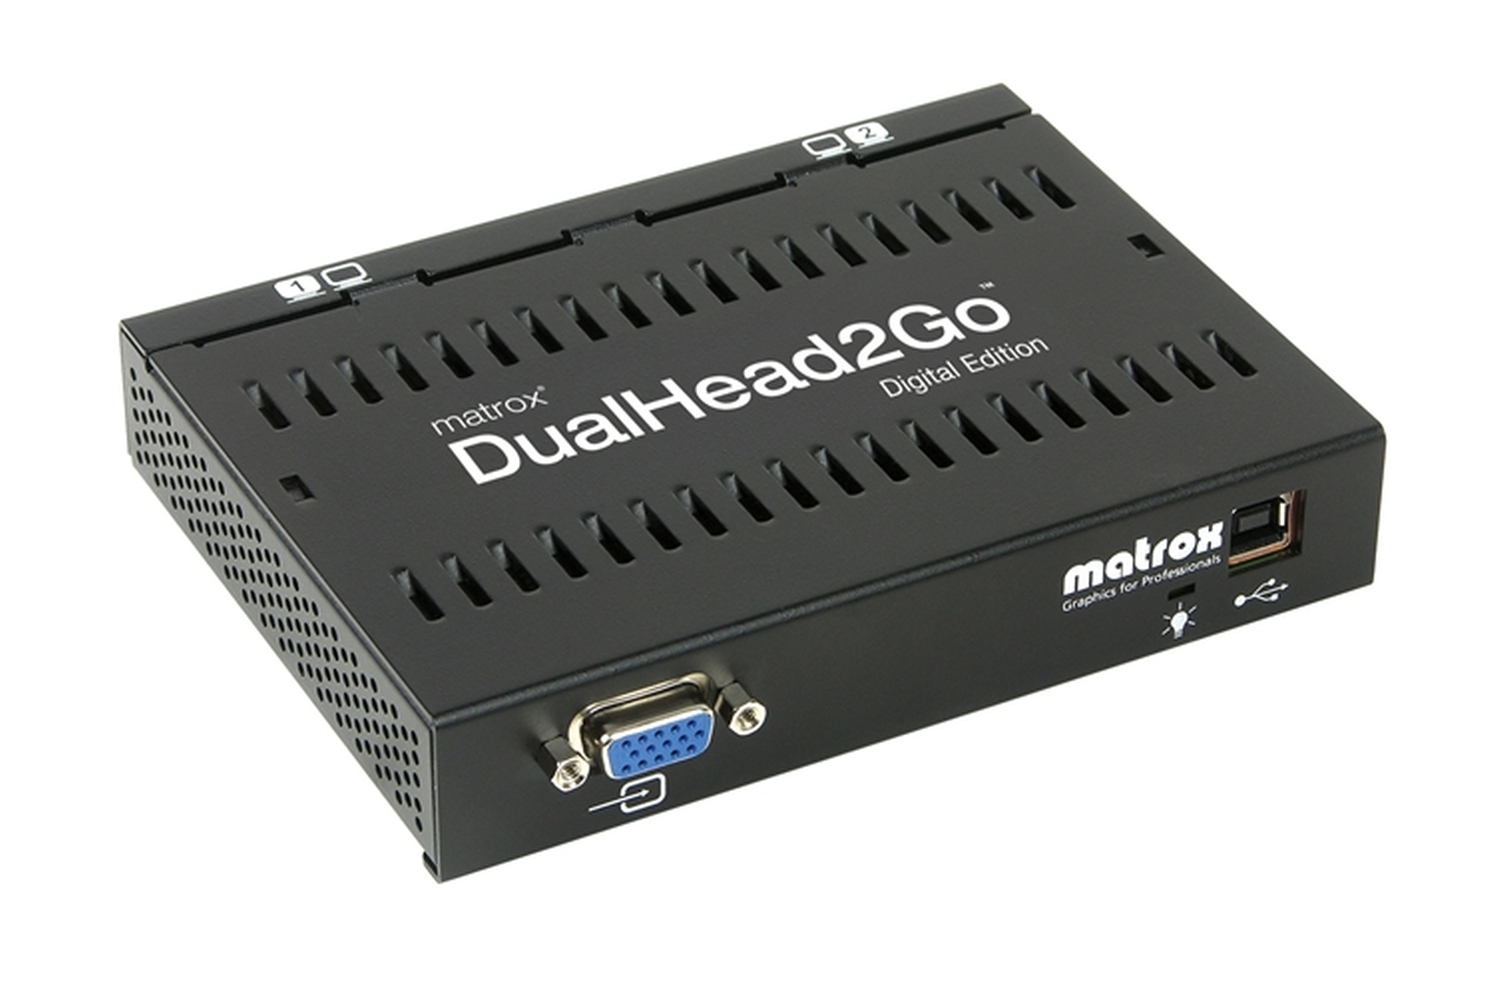 1
2
matrox®
DualHead2Go™
Digital Edition
matrox
Graphics for Professionals